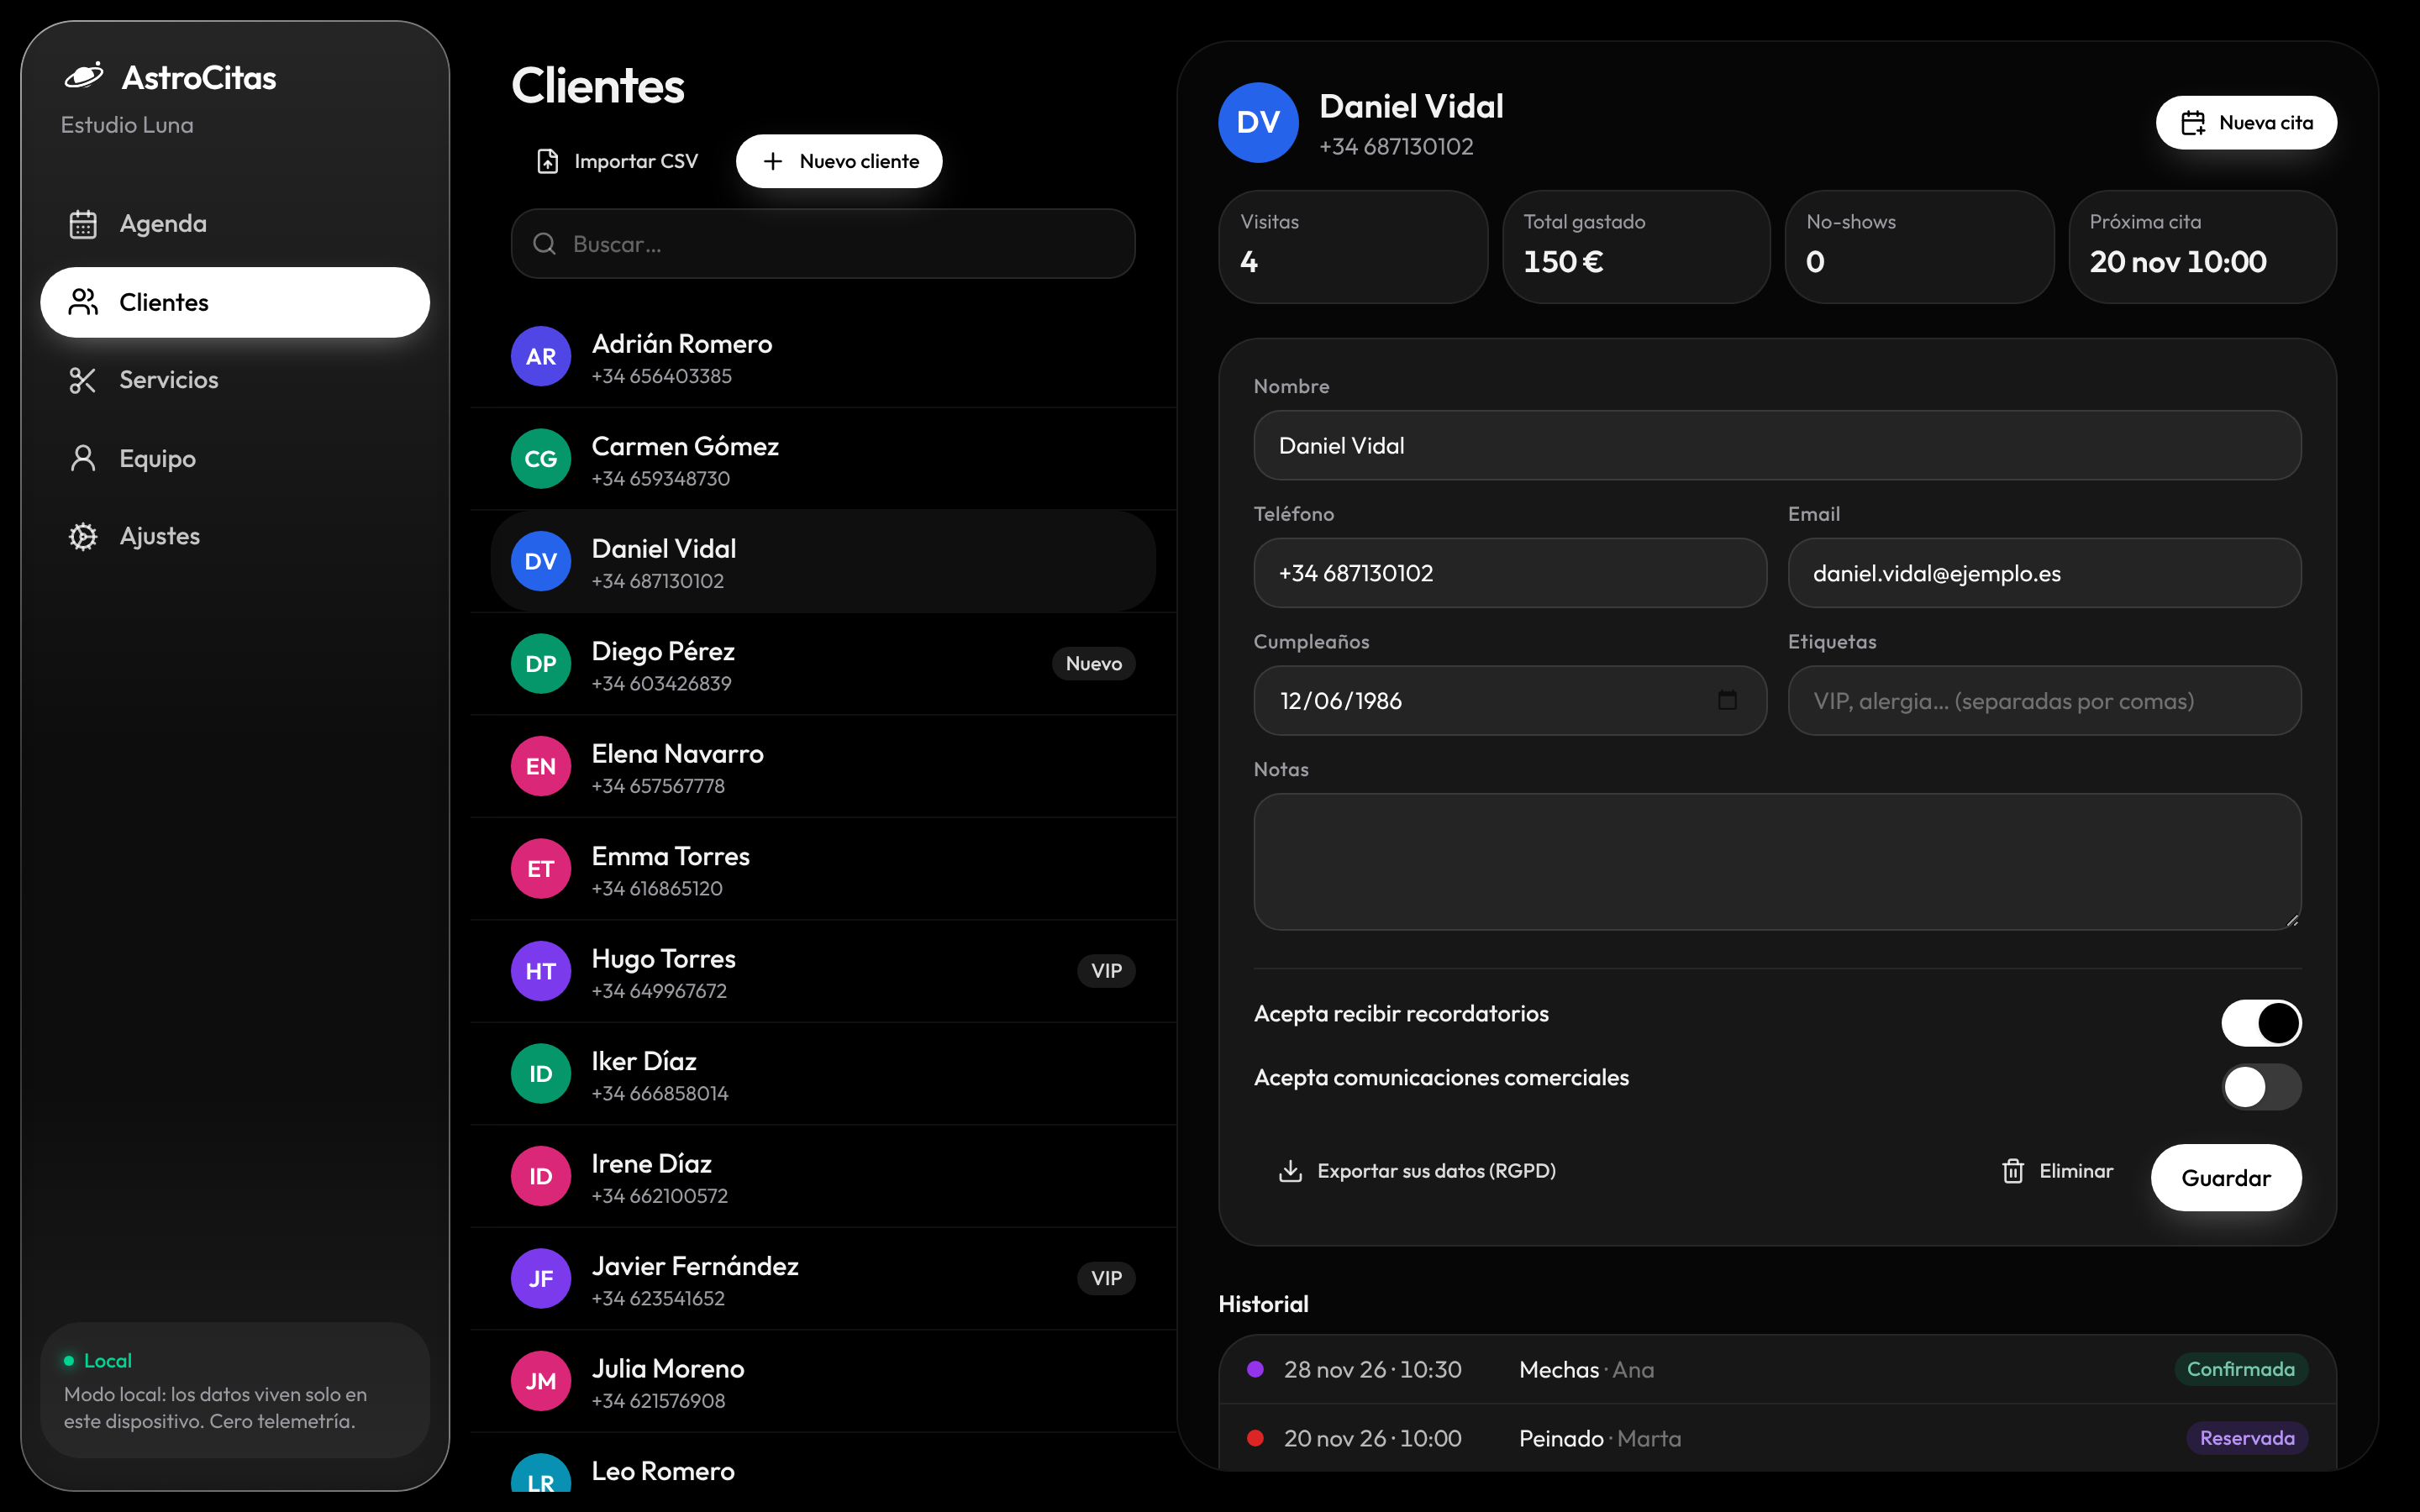 AstroCitas
Estudio Luna
Agenda
Clientes
Servicios
Equipo
Ajustes
Local
Modo local: los datos viven solo en
este dispositivo. Cero telemetría.
Clientes
Importar CSV
Nuevo cliente
Buscar...
AR
Adrián Romero
+34 656403385
CG
Carmen Gómez
+34 659348730
DV
Daniel Vidal
+34 687130102
DP
Diego Pérez
+34 603426839
Nuevo
EN
Elena Navarro
+34 657567778
ET
Emma Torres
+34 616865120
HT
Hugo Torres
+34 649967672
VIP
ID
Iker Díaz
+34 666858014
ID
Irene Díaz
+34 662100572
JF
Javier Fernández
+34 623541652
VIP
JM
Julia Moreno
+34 621576908
LR
Leo Romero
DV
Daniel Vidal
+34 687130102
Nueva cita
Visitas
4
Total gastado
150 €
No-shows
0
Próxima cita
20 nov 10:00
Nombre
Daniel Vidal
Teléfono
+34 687130102
Email
daniel.vidal@ejemplo.es
Cumpleaños
12/06/1986
Etiquetas
VIP, alergia... (separadas por comas)
Notas
Acepta recibir recordatorios
Acepta comunicaciones comerciales
Exportar sus datos (RGPD)
Eliminar
Guardar
Historial
28 nov 26 · 10:30 Mechas · Ana Confirmada
20 nov 26 · 10:00 Peinado · Marta Reservada